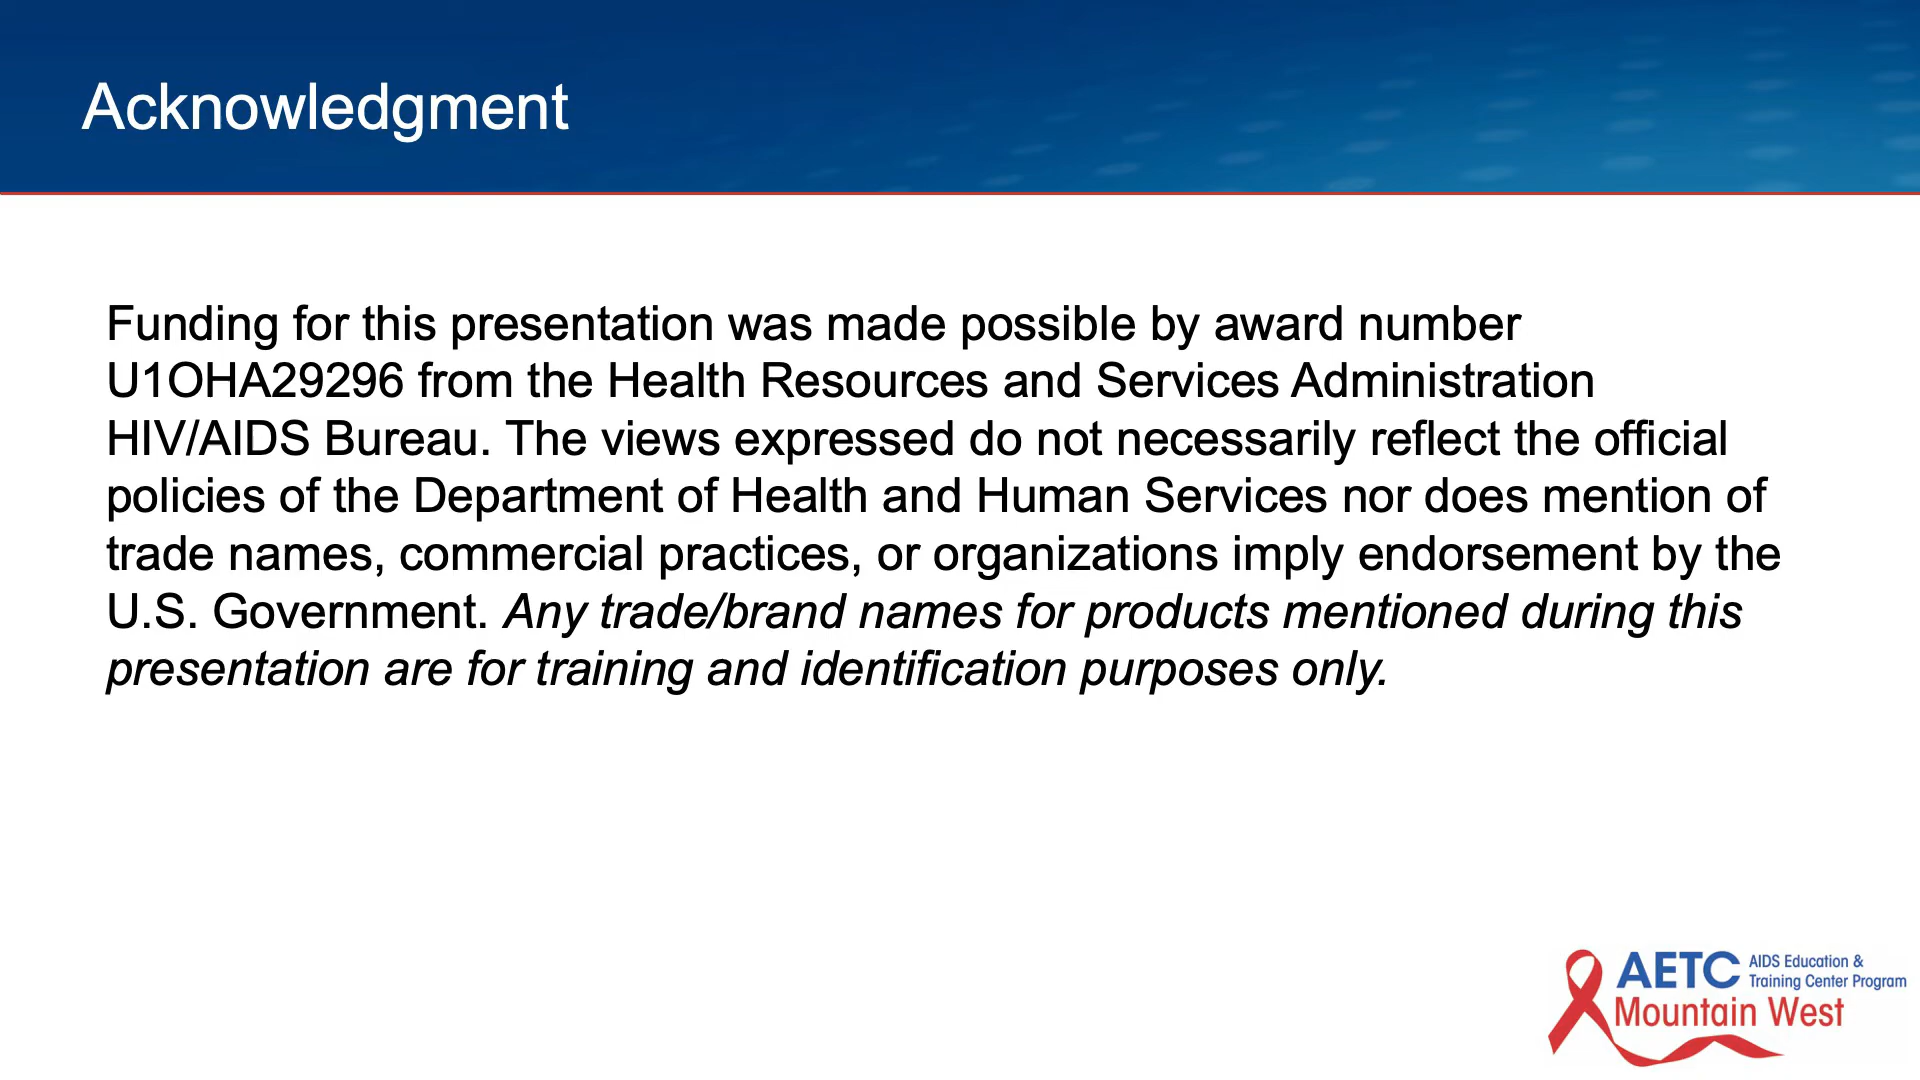 Acknowledgment
Funding for this presentation was made possible by award number
U1OHA29296 from the Health Resources and Services Administration
HIV/AIDS Bureau. The views expressed do not necessarily reflect the official
policies of the Department of Health and Human Services nor does mention of
trade names, commercial practices, or organizations imply endorsement by the
U.S. Government. Any trade/brand names for products mentioned during this
presentation are for training and identification purposes only.
AETC AIDS Education &
Training Center Program
Mountain West